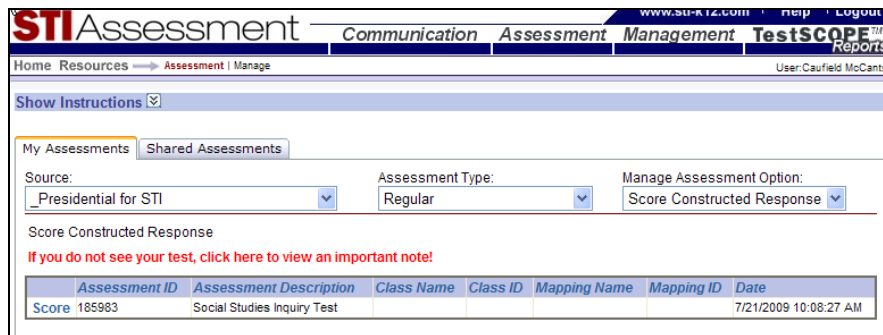 www.sti-k12.com Help Logout
STIAssessment Communication Assessment Management TestSCOPE™ Reports
Home Resources Assessment | Manage User:Caufield McCants
Show Instructions
My Assessments Shared Assessments
Source: Assessment Type: Manage Assessment Option:
_Presidential for STI Regular Score Constructed Response
Score Constructed Response
If you do not see your test, click here to view an important note!
Assessment ID Assessment Description Class Name Class ID Mapping Name Mapping ID Date
Score 185983 Social Studies Inquiry Test 7/21/2009 10:08:27 AM